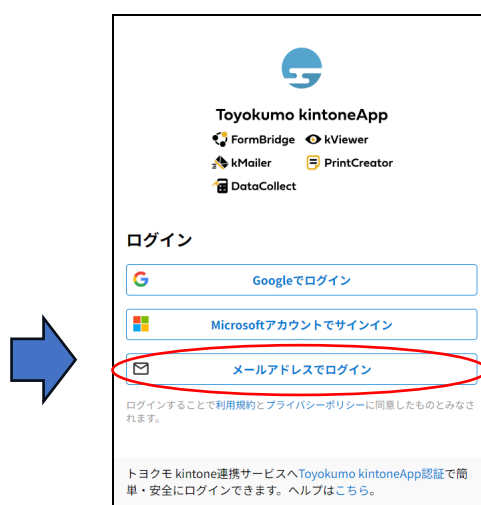 Toyokumo kintoneApp
FormBridge kViewer
kMailer PrintCreator
DataCollect
ログイン
Googleでログイン
Microsoftアカウントでサインイン
メールアドレスでログイン
ログインすることで利用規約とプライバシーポリシーに同意したものとみなさ
れます。
トヨクモ kintone連携サービスへToyokumo kintoneApp認証で簡
単・安全にログインできます。ヘルプはこちら。